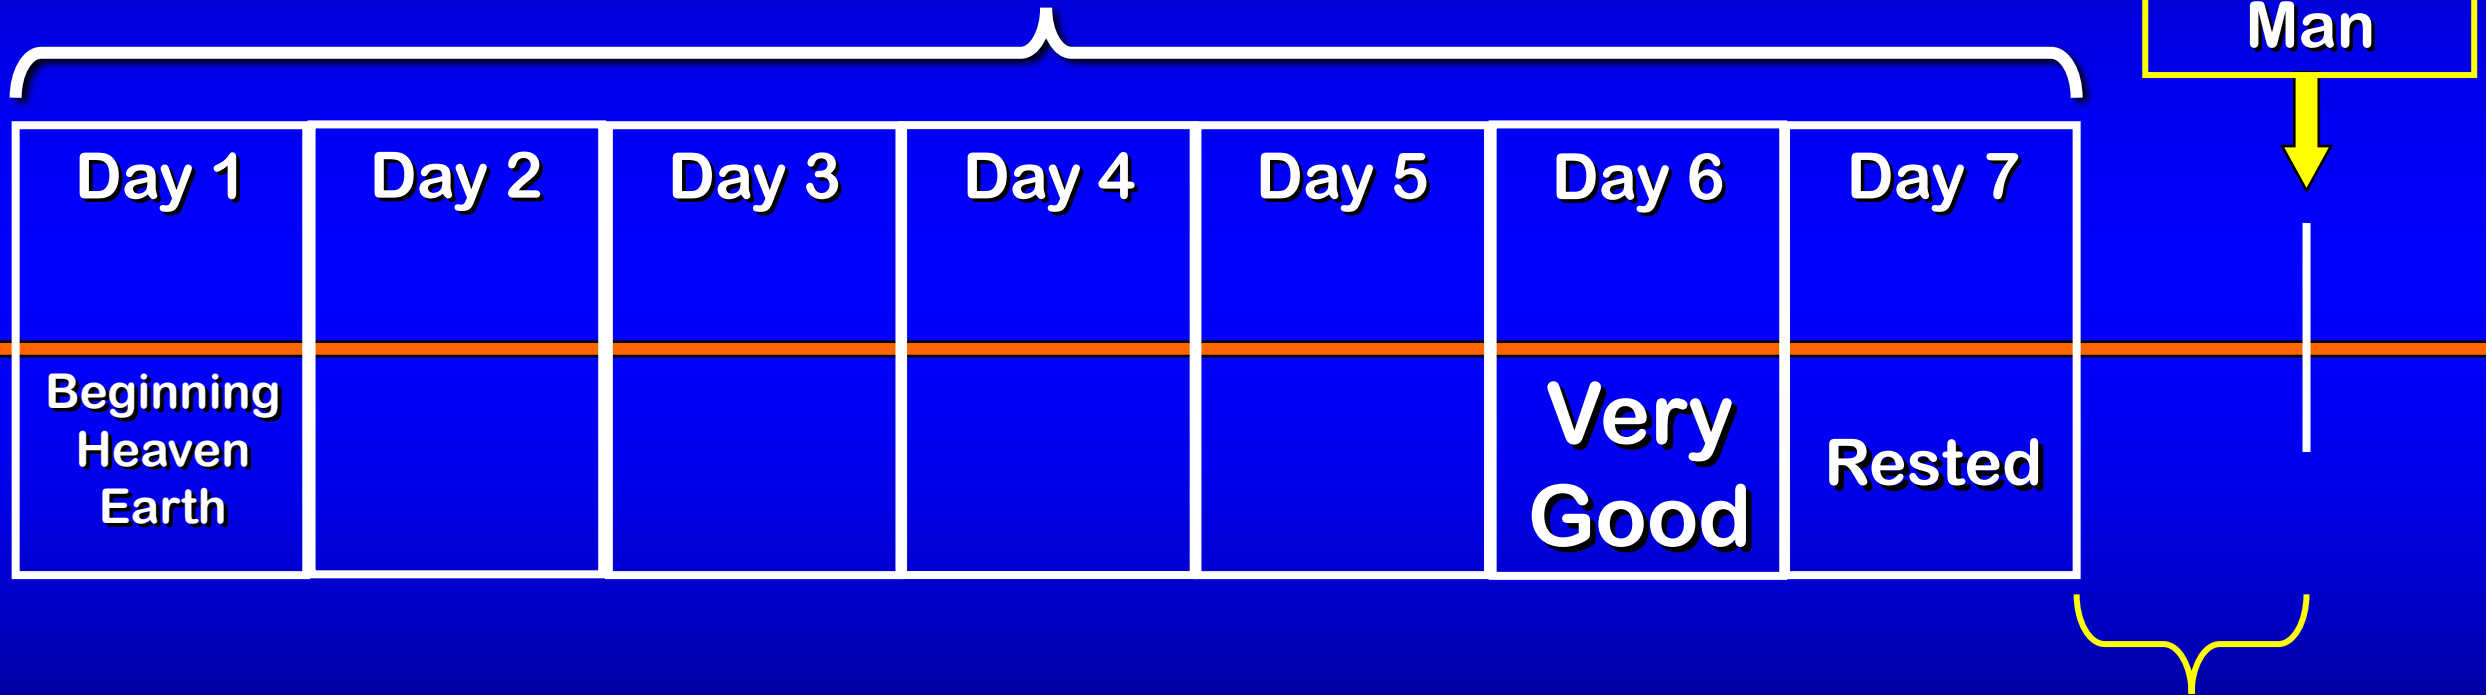 Man
Day 1
Day 2
Day 3
Day 4
Day 5
Day 6
Day 7
Beginning
Heaven
Earth
Very
Good
Rested